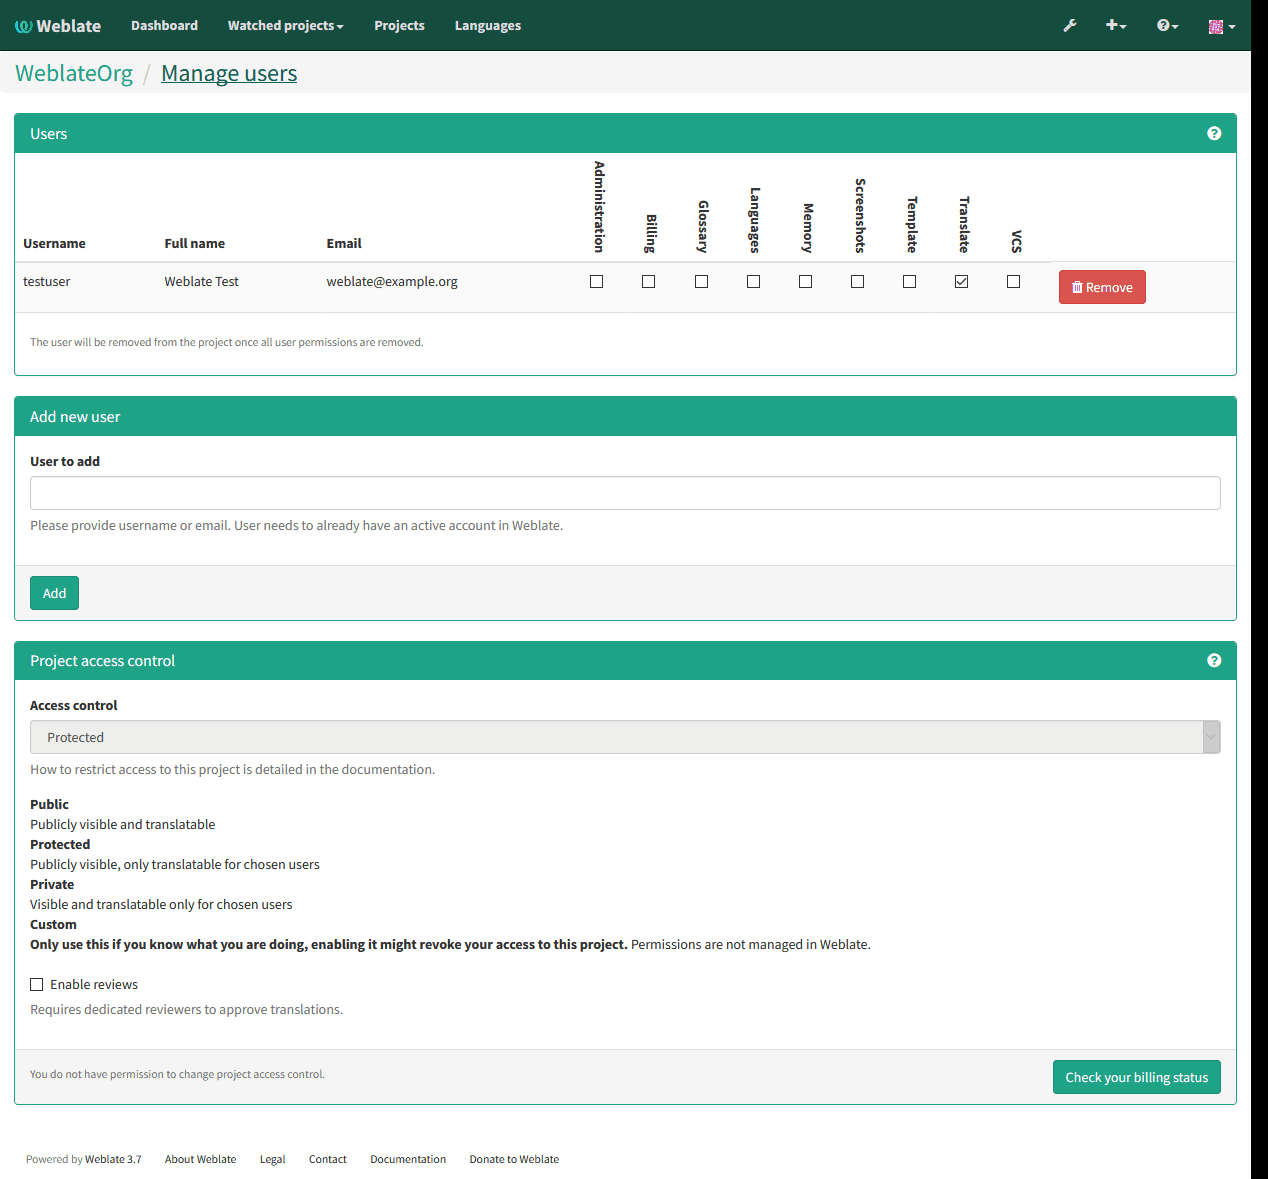 Weblate Dashboard Watched projects Projects Languages
WeblateOrg / Manage users
Users
Username Full name Email Administration Billing Glossary Languages Memory Screenshots Template Translate VCS
testuser Weblate Test weblate@example.org Remove
The user will be removed from the project once all user permissions are removed.
Add new user
User to add
Please provide username or email. User needs to already have an active account in Weblate.
Add
Project access control
Access control
Protected
How to restrict access to this project is detailed in the documentation.
Public
Publicly visible and translatable
Protected
Publicly visible, only translatable for chosen users
Private
Visible and translatable only for chosen users
Custom
Only use this if you know what you are doing, enabling it might revoke your access to this project. Permissions are not managed in Weblate.
Enable reviews
Requires dedicated reviewers to approve translations.
You do not have permission to change project access control. Check your billing status
Powered by Weblate 3.7 About Weblate Legal Contact Documentation Donate to Weblate